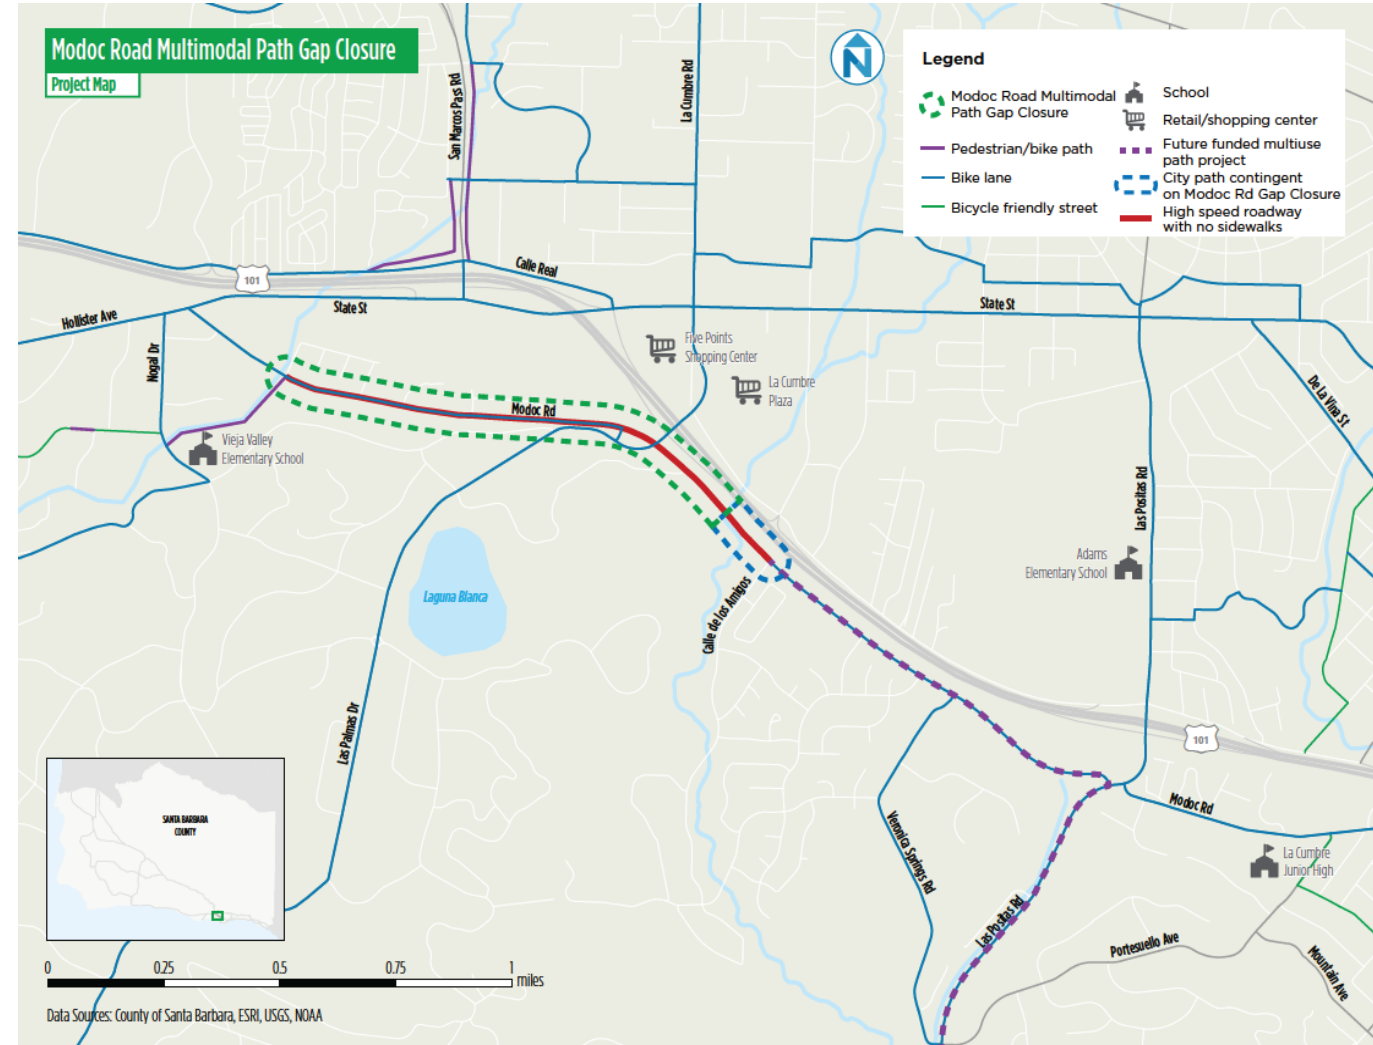 Modoc Road Multimodal Path Gap Closure
Project Map
N
Legend
Modoc Road Multimodal
Path Gap Closure
Pedestrian/bike path
Bike lane
Bicycle friendly street
School
Retail/shopping center
Future funded multiuse
path project
City path contingent
on Modoc Rd Gap Closure
High speed roadway
with no sidewalks
San Marcos Pass Rd
La Cumbre Rd
Calle Real
101
State St
State St
Hollister Ave
Nogal Dr
Five Points
Shopping Center
La Cumbre
Plaza
De La Vina St
Modoc Rd
Vieja Valley
Elementary School
Las Positas Rd
Adams
Elementary School
Laguna Blanca
Calle de los Amigos
Las Palmas Dr
101
Modoc Rd
Veronica Springs Rd
La Cumbre
Junior High
Las Positas Rd
Portesuello Ave
Mountain Ave
SANTA BARBARA
COUNTY
0 0.25 0.5 0.75 1
miles
Data Sources: County of Santa Barbara, ESRI, USGS, NOAA